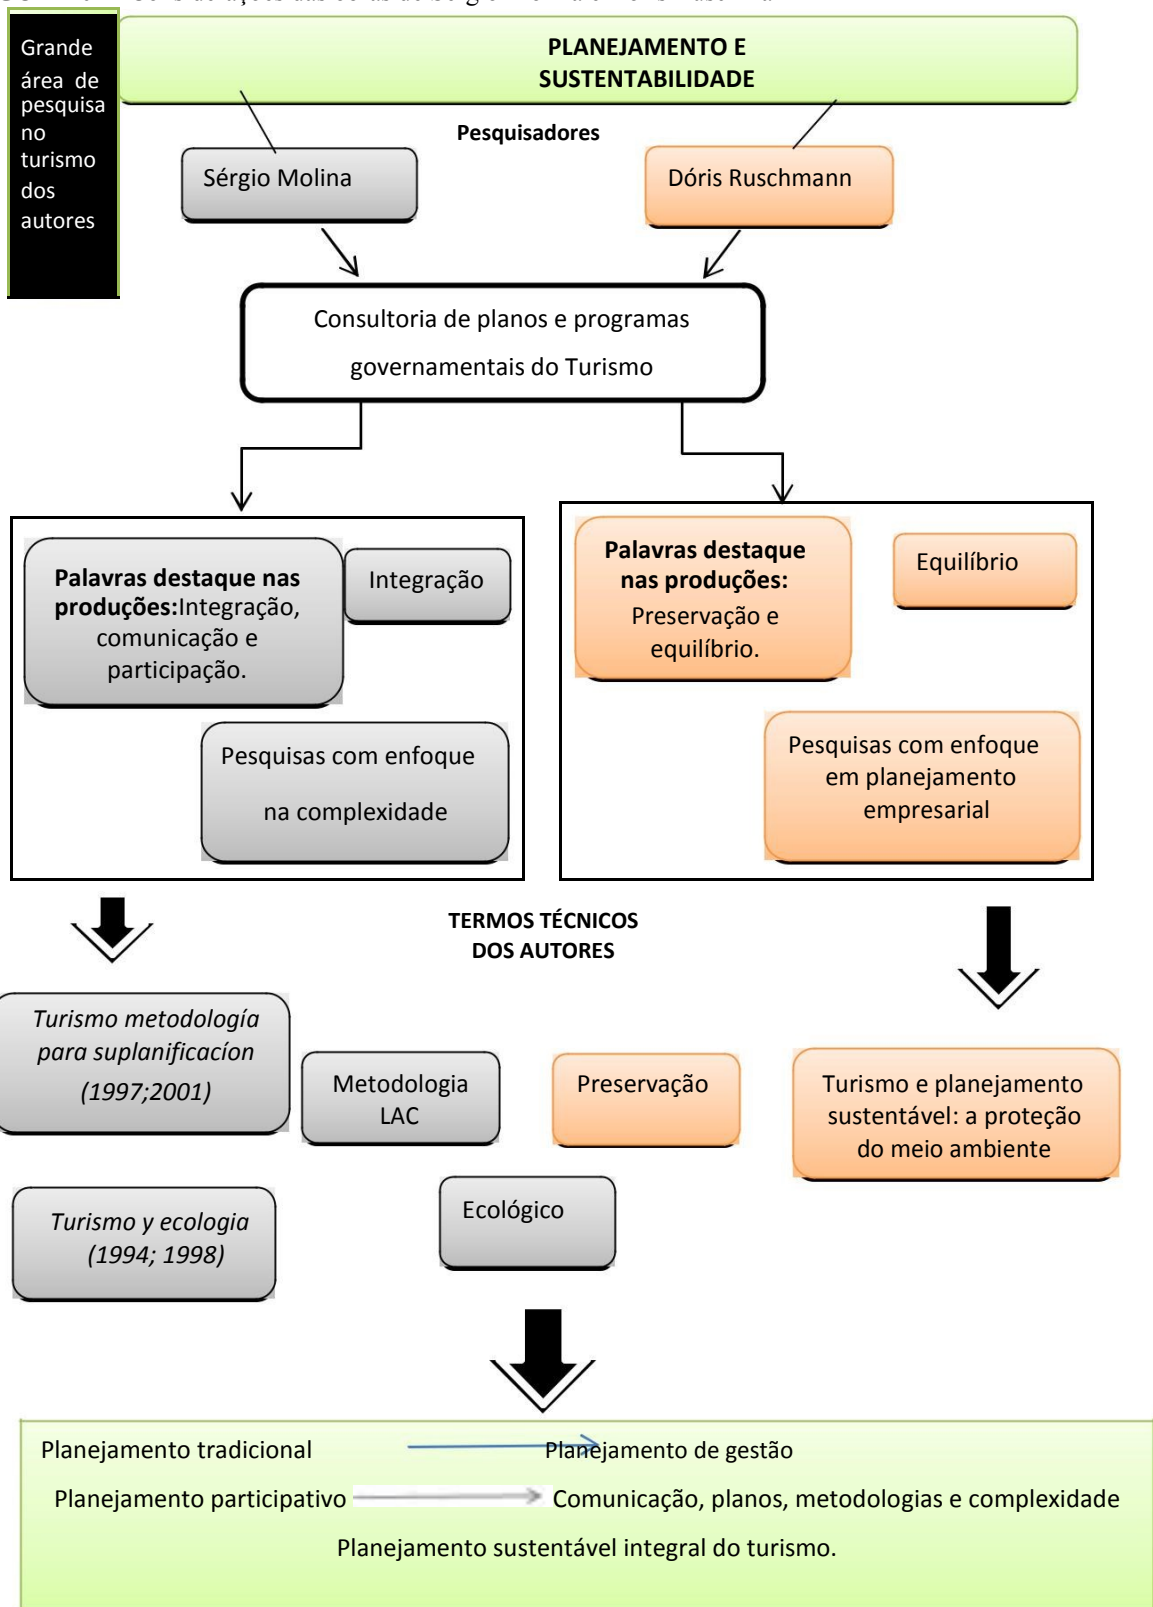 Grande
área de
pesquisa
no
turismo
dos
autores
PLANEJAMENTO E
SUSTENTABILIDADE
Pesquisadores
Sérgio Molina
Dóris Ruschmann
Consultoria de planos e programas
governamentais do Turismo
Palavras destaque nas
produções:Integração,
comunicação e
participação.
Integração
Pesquisas com enfoque
na complexidade
Palavras destaque
nas produções:
Preservação e
equilíbrio.
Equilíbrio
Pesquisas com enfoque
em planejamento
empresarial
TERMOS TÉCNICOS
DOS AUTORES
Turismo metodología
para suplanificacíon
(1997;2001)
Metodologia
LAC
Preservação
Turismo e planejamento
sustentável: a proteção
do meio ambiente
Turismo y ecologia
(1994; 1998)
Ecológico
Planejamento tradicional Planejamento de gestão
Planejamento participativo Comunicação, planos, metodologias e complexidade
Planejamento sustentável integral do turismo.